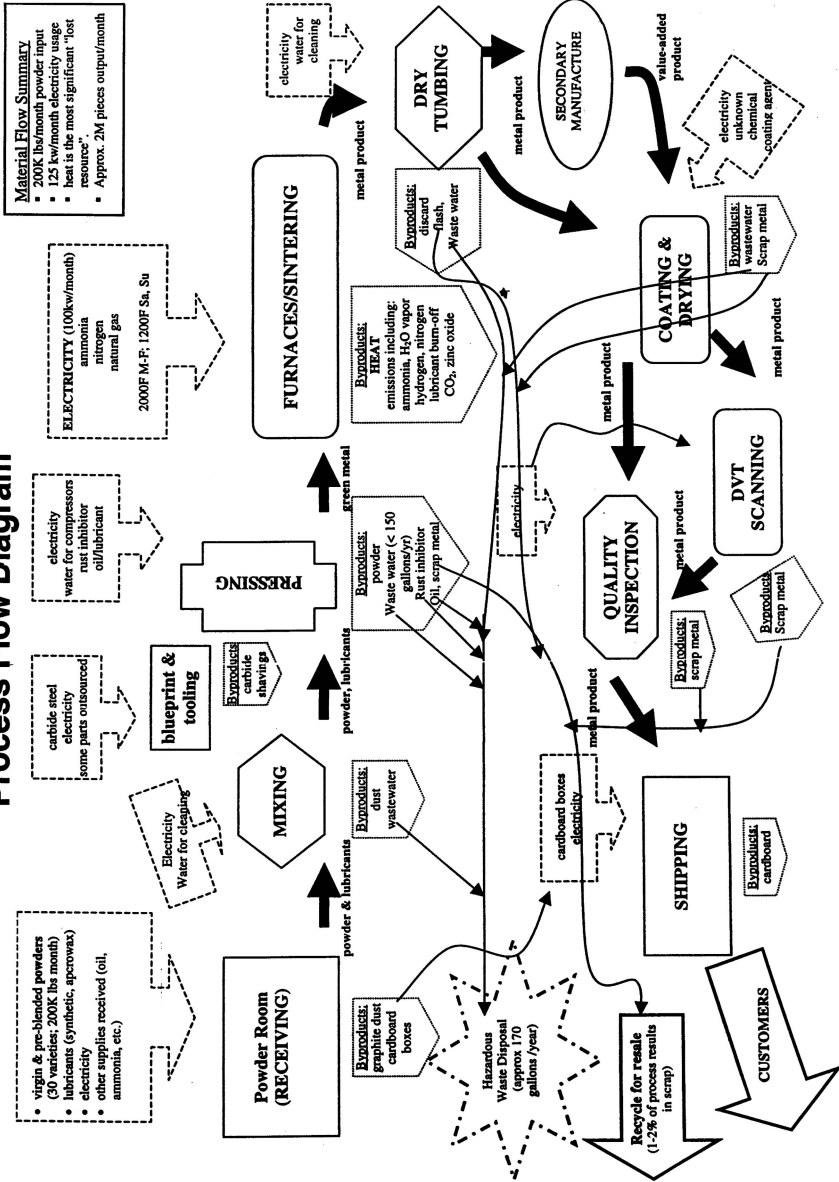 Process Flow Diagram
• virgin & pre-blended powders
(30 varieties; 200K lbs month)
• lubricants (synthetic, apcrowax)
• electricity
• other supplies received (oil,
ammonia, etc.)
Electricity
Water for cleaning
carbide steel
electricity
some parts outsourced
electricity
water for compressors
rust inhibitor
oil/lubricant
ELECTRICITY (100kw/month)
ammonia
nitrogen
natural gas
2000F M-F; 1200F Sa, Su
Material Flow Summary
▪ 200K lbs/month powder input
▪ 125 kw/month electricity usage
▪ heat is the most significant "lost
resource".
▪ Approx. 2M pieces output/month
electricity
water for
cleaning
Powder Room
(RECEIVING)
powder & lubricants
MIXING
powder, lubricants
blueprint &
tooling
Byproducts:
carbide
shavings
PRESSING
green metal
FURNACES/SINTERING
metal product
DRY
TUMBING
metal product
SECONDARY
MANUFACTURE
value-added
product
metal product
Byproducts:
graphite dust
cardboard
boxes
Byproducts:
dust
wastewater
Byproducts:
powder
Waste water (< 150
gallons/yr)
Rust inhibitor
Oil, scrap metal
Byproducts:
HEAT
emissions including:
ammonia, H₂O vapor
hydrogen, nitrogen
lubricant burn-off
CO₂, zinc oxide
Byproducts:
discard
flash,
Waste water
electricity
unknown
chemical
coating agent
Hazardous
Waste Disposal
(approx 170
gallons /year)
cardboard boxes
electricity
electricity
metal product
COATING &
DRYING
Byproducts:
wastewater
Scrap metal
metal product
QUALITY
INSPECTION
metal product
metal product
DVT
SCANNING
metal product
Byproducts:
scrap metal
Byproducts:
Scrap metal
Recycle for resale
(1-2% of process results
in scrap)
SHIPPING
Byproducts:
cardboard
CUSTOMERS